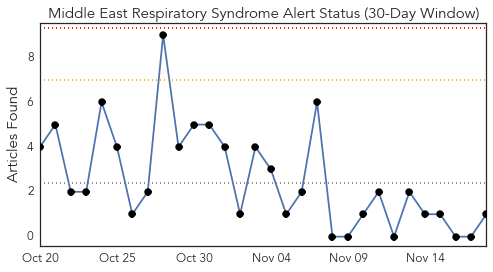 Middle East Respiratory Syndrome Alert Status (30-Day Window)
Articles Found
8
6
4
2
0
Oct 20 Oct 25 Oct 30 Nov 04 Nov 09 Nov 14